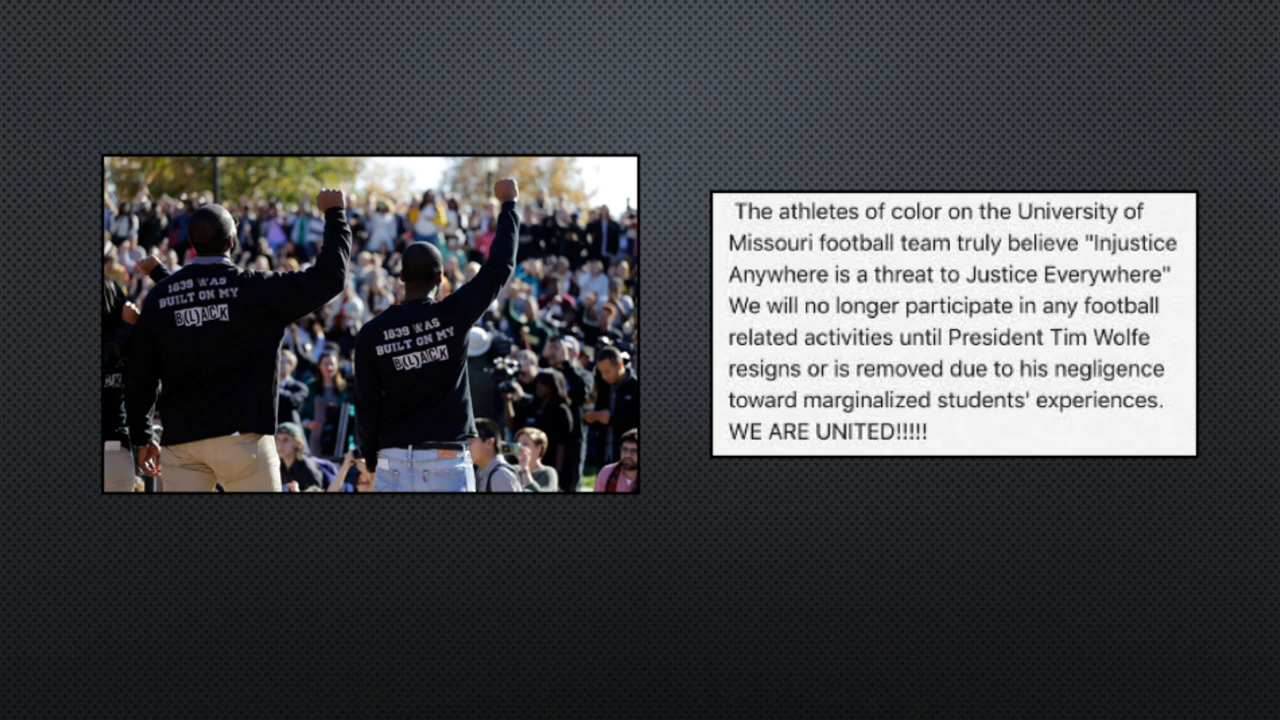 1839 WAS
BUILT ON MY
B(L)ACK
1839 WAS
BUILT ON MY
B(L)ACK
CK
The athletes of color on the University of
Missouri football team truly believe "Injustice
Anywhere is a threat to Justice Everywhere"
We will no longer participate in any football
related activities until President Tim Wolfe
resigns or is removed due to his negligence
toward marginalized students' experiences.
WE ARE UNITED!!!!!